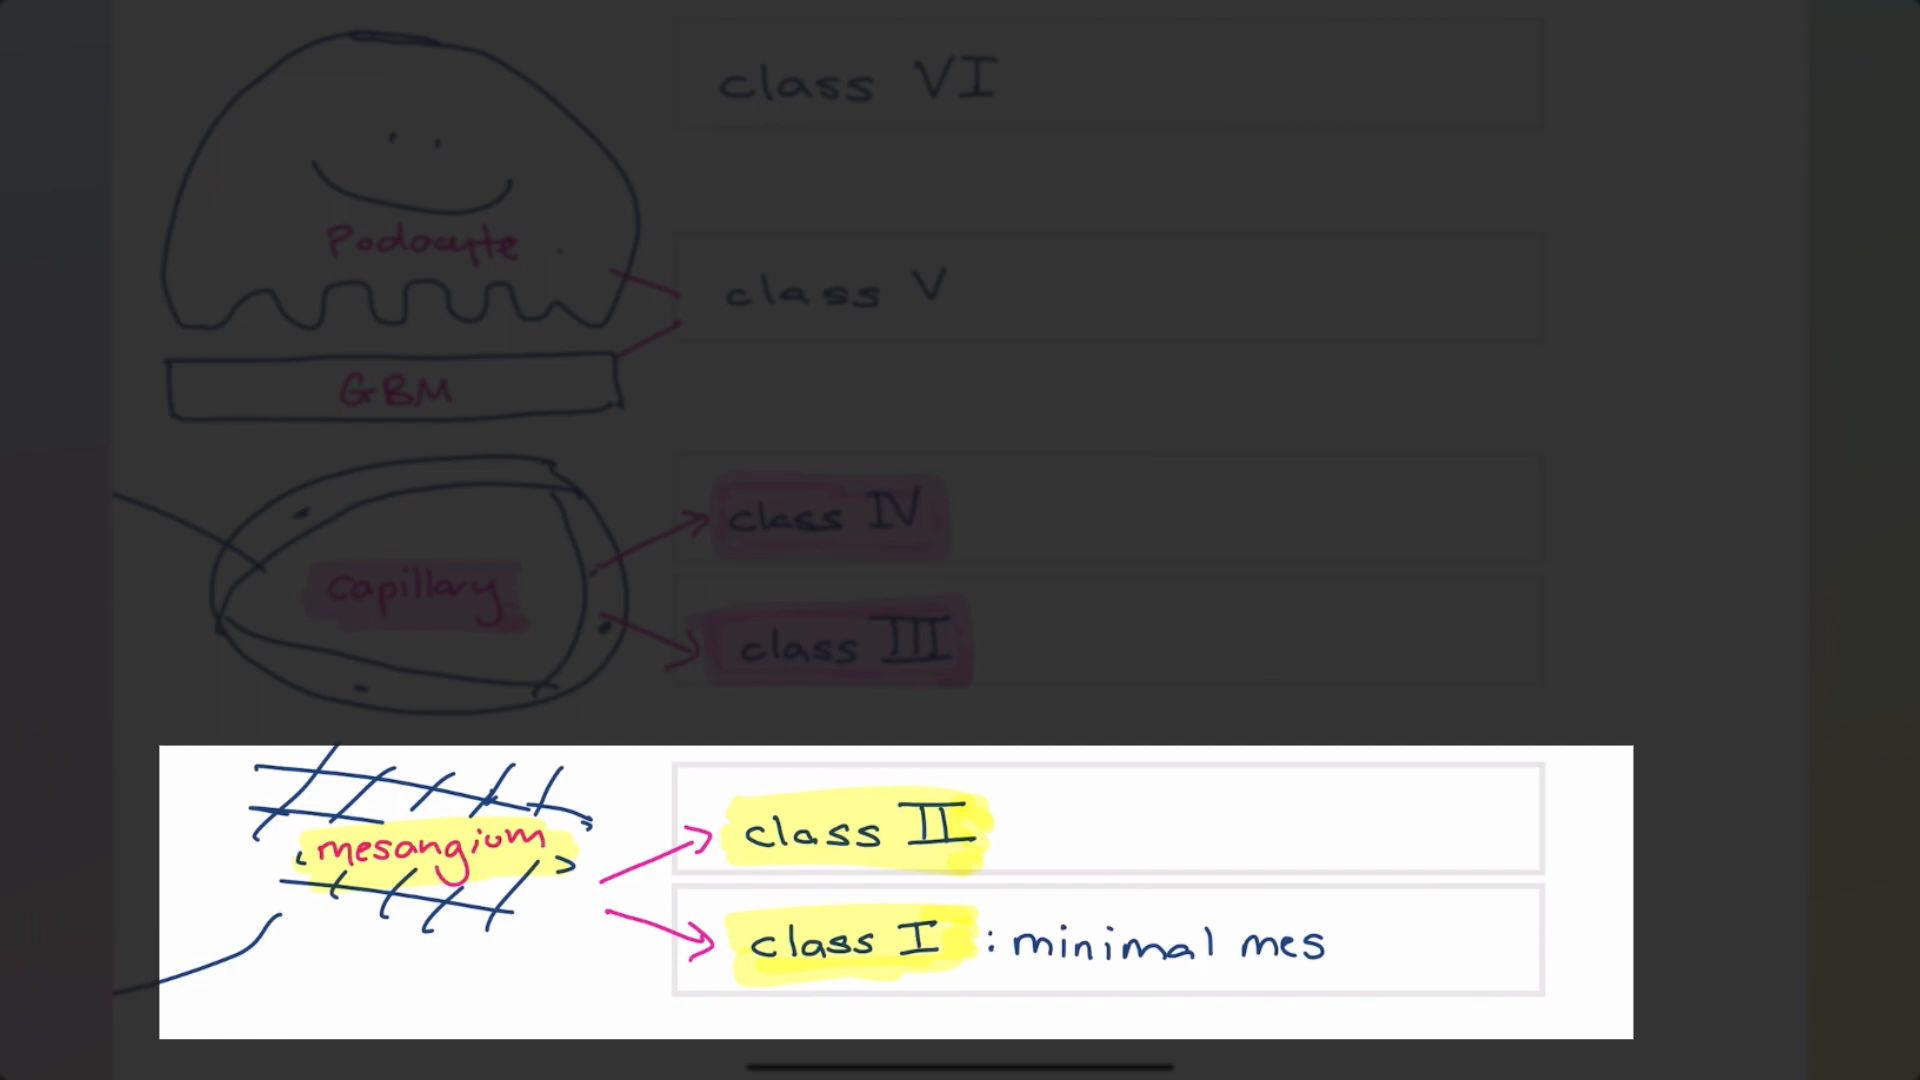 class VI
Podocyte
class V
GBM
class IV
capillary
class III
class II
mesangium
class I : minimal mes